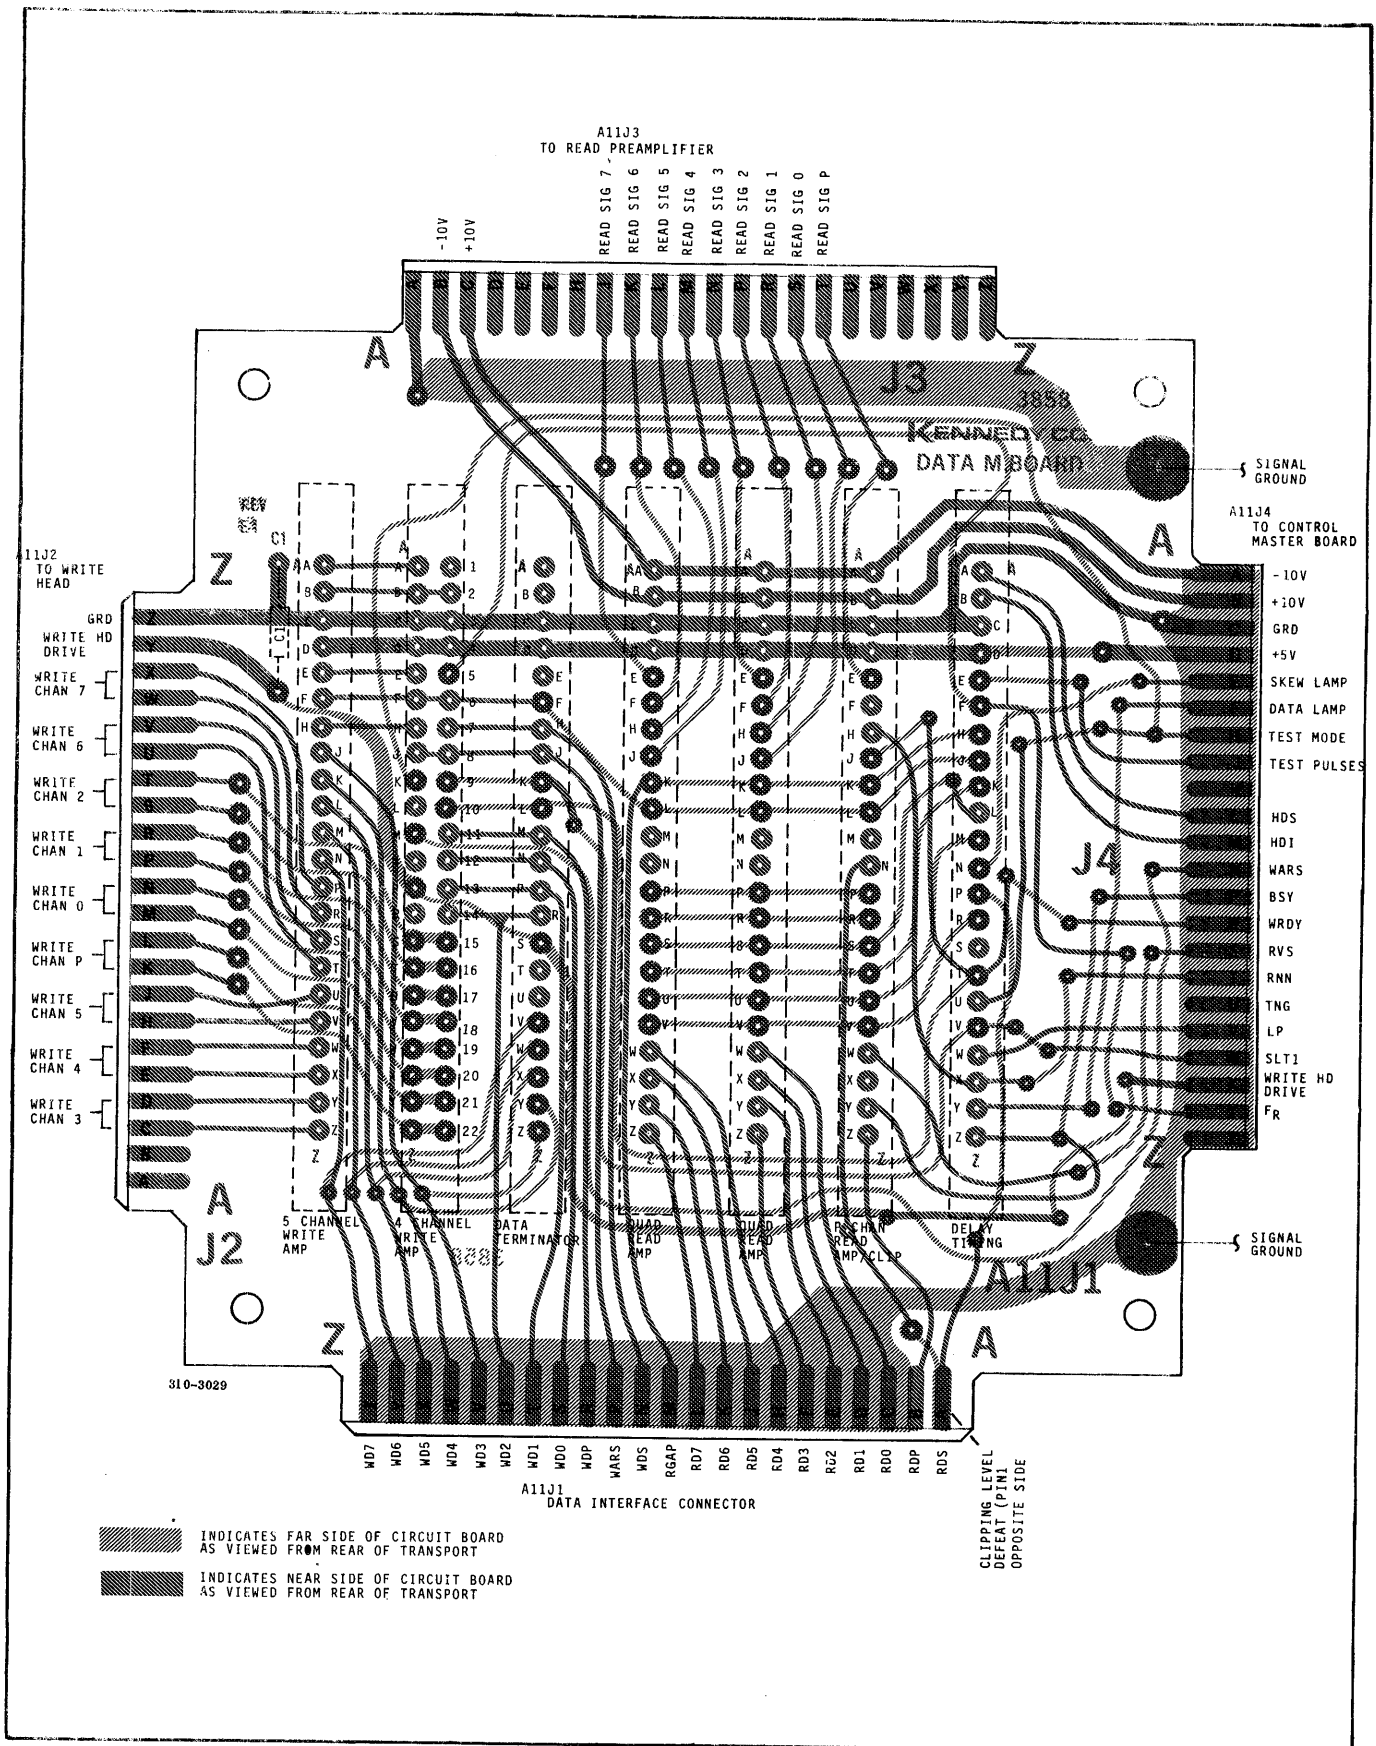 A11J3
TO READ PREAMPLIFIER
-10V
+10V
READ SIG 7
READ SIG 6
READ SIG 5
READ SIG 4
READ SIG 3
READ SIG 2
READ SIG 1
READ SIG 0
READ SIG P
A
Z
J3
3858
KENNEDY CO.
DATA M BOARD
SIGNAL
GROUND
A11J4
TO CONTROL
MASTER BOARD
A
-10V
+10V
GRD
+5V
SKEW LAMP
DATA LAMP
TEST MODE
TEST PULSES
HDS
HDI
WARS
BSY
WRDY
RVS
RNN
TNG
LP
SLT1
WRITE HD
DRIVE
FR
J4
Z
REV
C1
A11J2
TO WRITE
HEAD
Z
GRD
WRITE HD
DRIVE
WRITE
CHAN 7
WRITE
CHAN 6
WRITE
CHAN 2
WRITE
CHAN 1
WRITE
CHAN 0
WRITE
CHAN P
WRITE
CHAN 5
WRITE
CHAN 4
WRITE
CHAN 3
A
J2
5 CHANNEL
WRITE
AMP
4 CHANNEL
WRITE
AMP
DATA
TERMINATOR
QUAD
READ
AMP
QUAD
READ
AMP
P CHAN
READ
AMP/CLIP
DELAY
TIMING
3858
SIGNAL
GROUND
A11J1
Z
A
310-3029
WD7
WD6
WD5
WD4
WD3
WD2
WD1
WD0
WDP
WARS
WDS
RGAP
RD7
RD6
RD5
RD4
RD3
RD2
RD1
RD0
RDP
RDS
CLIPPING LEVEL
DEFEAT (PIN1
OPPOSITE SIDE
A11J1
DATA INTERFACE CONNECTOR
INDICATES FAR SIDE OF CIRCUIT BOARD
AS VIEWED FROM REAR OF TRANSPORT
INDICATES NEAR SIDE OF CIRCUIT BOARD
AS VIEWED FROM REAR OF TRANSPORT